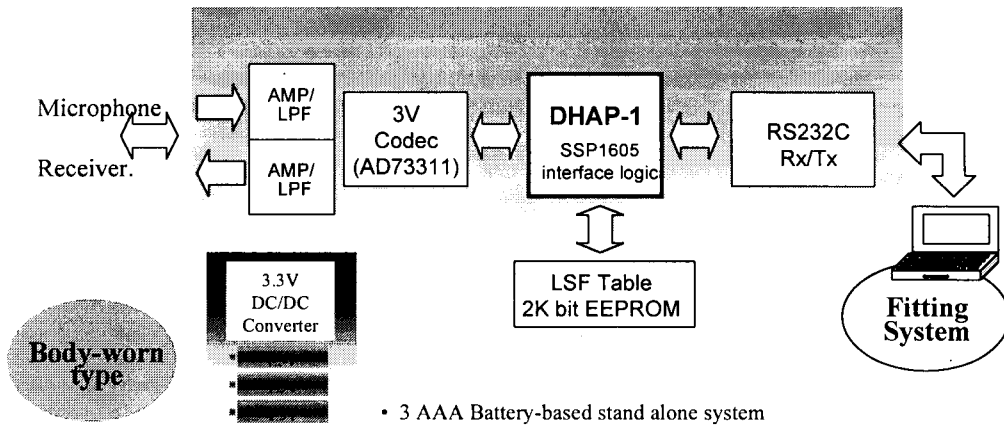 Microphone
Receiver.
AMP/
LPF
AMP/
LPF
3V
Codec
(AD73311)
DHAP-1
SSP1605
interface logic
RS232C
Rx/Tx
LSF Table
2K bit EEPROM
3.3V
DC/DC
Converter
Body-worn
type
Fitting
System
• 3 AAA Battery-based stand alone system